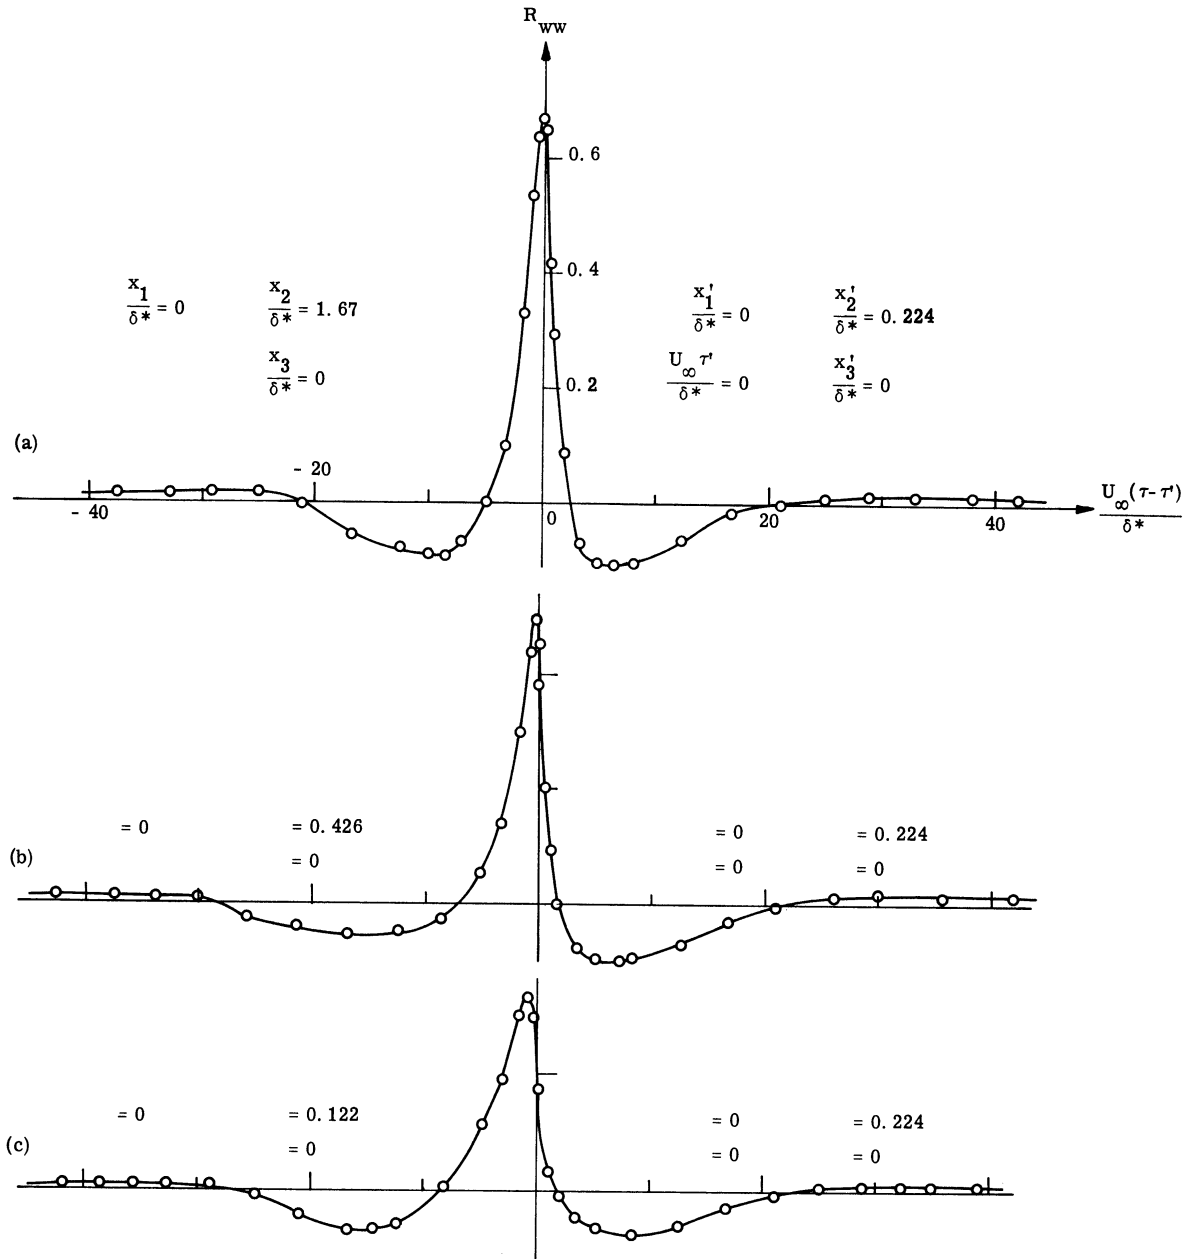 R_ww
0.6
0.4
0.2
x_1/δ* = 0 x_2/δ* = 1.67 x_1'/δ* = 0 x_2'/δ* = 0.224
x_3/δ* = 0 U_∞τ'/δ* = 0 x_3'/δ* = 0
(a)
- 40 - 20 0 20 40 U_∞(τ-τ')/δ*
= 0 = 0.426 = 0 = 0.224
(b) = 0 = 0 = 0
= 0 = 0.122 = 0 = 0.224
(c) = 0 = 0 = 0